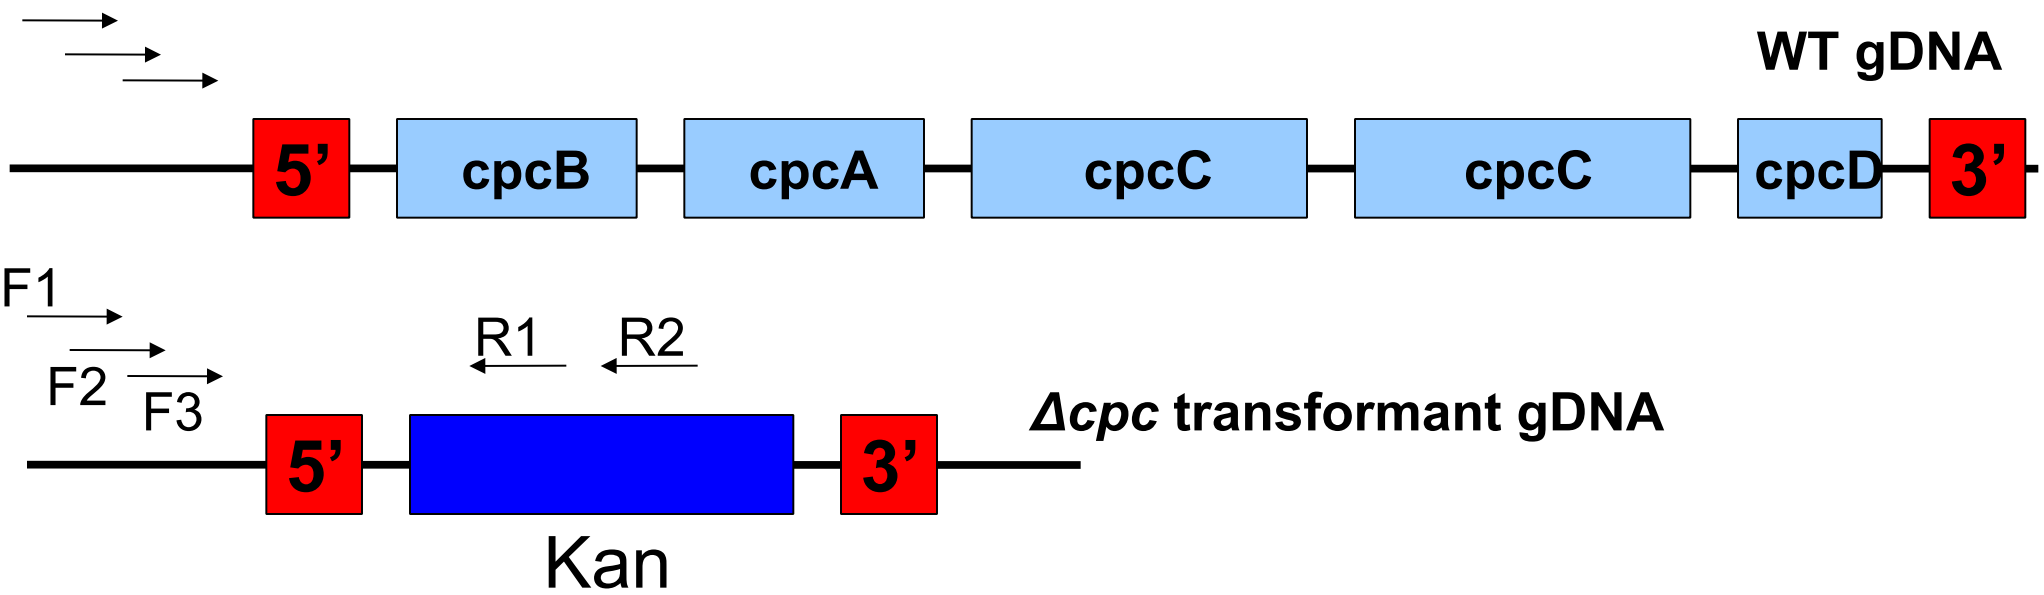 WT gDNA
5’ cpcB cpcA cpcC cpcC cpcD 3’
F1
R1 R2
F2
F3
Δcpc transformant gDNA
5’ 3’
Kan